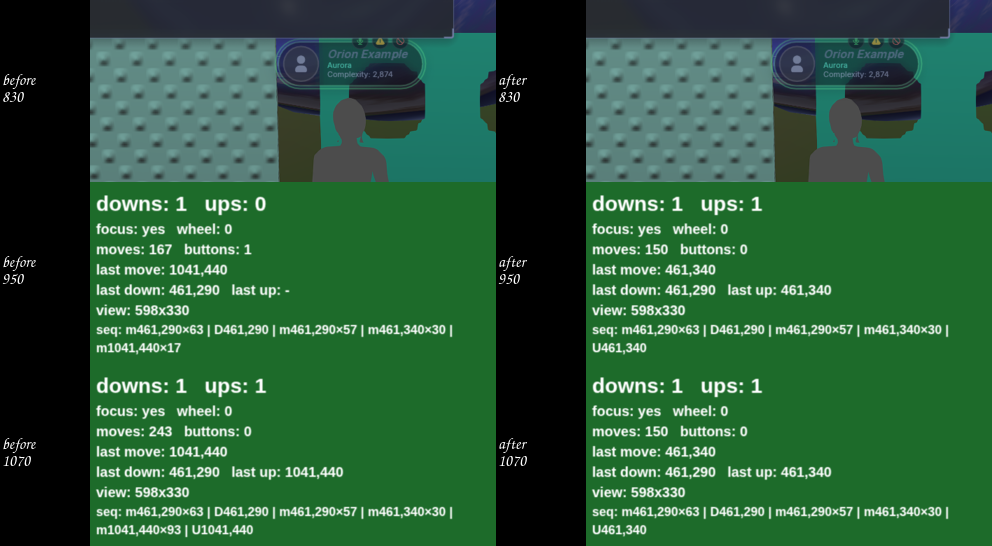 before
830
Orion Example
Aurora
Complexity: 2,874
after
830
Orion Example
Aurora
Complexity: 2,874
before
950
downs: 1 ups: 0
focus: yes wheel: 0
moves: 167 buttons: 1
last move: 1041,440
last down: 461,290 last up: -
view: 598x330
seq: m461,290×63 | D461,290 | m461,290×57 | m461,340×30 |
m1041,440×17
after
950
downs: 1 ups: 1
focus: yes wheel: 0
moves: 150 buttons: 0
last move: 461,340
last down: 461,290 last up: 461,340
view: 598x330
seq: m461,290×63 | D461,290 | m461,290×57 | m461,340×30 |
U461,340
before
1070
downs: 1 ups: 1
focus: yes wheel: 0
moves: 243 buttons: 0
last move: 1041,440
last down: 461,290 last up: 1041,440
view: 598x330
seq: m461,290×63 | D461,290 | m461,290×57 | m461,340×30 |
m1041,440×93 | U1041,440
after
1070
downs: 1 ups: 1
focus: yes wheel: 0
moves: 150 buttons: 0
last move: 461,340
last down: 461,290 last up: 461,340
view: 598x330
seq: m461,290×63 | D461,290 | m461,290×57 | m461,340×30 |
U461,340